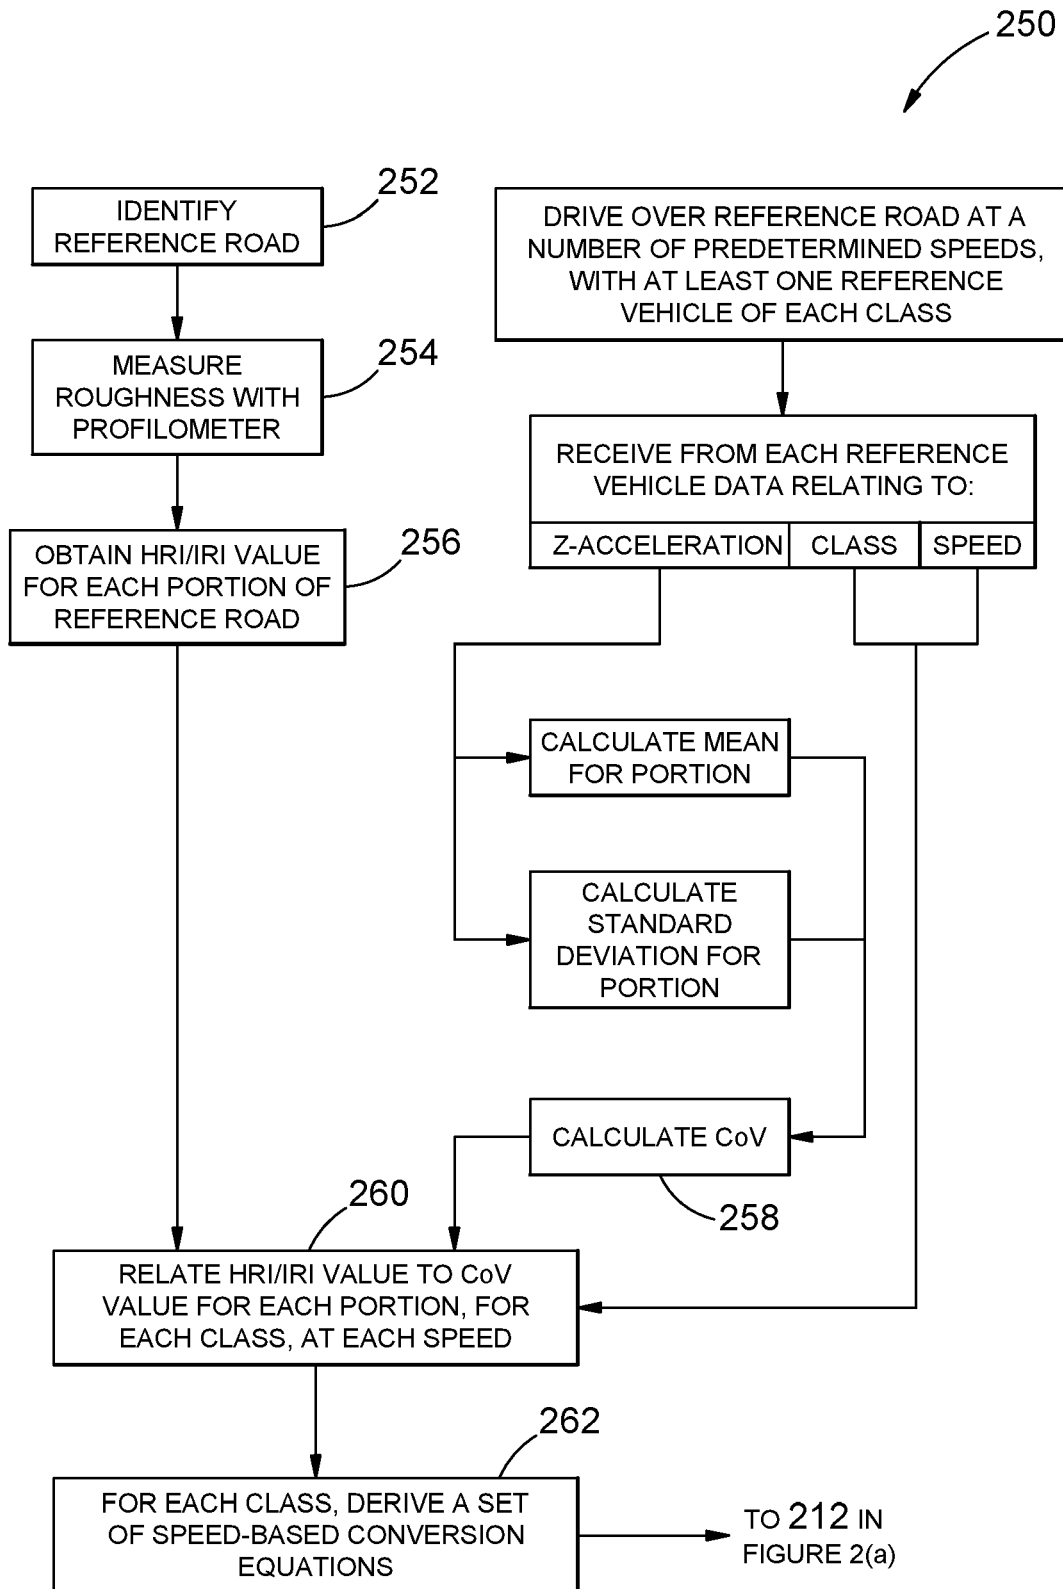 250
252
IDENTIFY
REFERENCE ROAD
DRIVE OVER REFERENCE ROAD AT A
NUMBER OF PREDETERMINED SPEEDS,
WITH AT LEAST ONE REFERENCE
VEHICLE OF EACH CLASS
254
MEASURE
ROUGHNESS WITH
PROFILOMETER
RECEIVE FROM EACH REFERENCE
VEHICLE DATA RELATING TO:
Z-ACCELERATION
CLASS
SPEED
256
OBTAIN HRI/IRI VALUE
FOR EACH PORTION OF
REFERENCE ROAD
CALCULATE MEAN
FOR PORTION
CALCULATE
STANDARD
DEVIATION FOR
PORTION
CALCULATE CoV
258
260
RELATE HRI/IRI VALUE TO CoV
VALUE FOR EACH PORTION, FOR
EACH CLASS, AT EACH SPEED
262
FOR EACH CLASS, DERIVE A SET
OF SPEED-BASED CONVERSION
EQUATIONS
TO 212 IN
FIGURE 2(a)